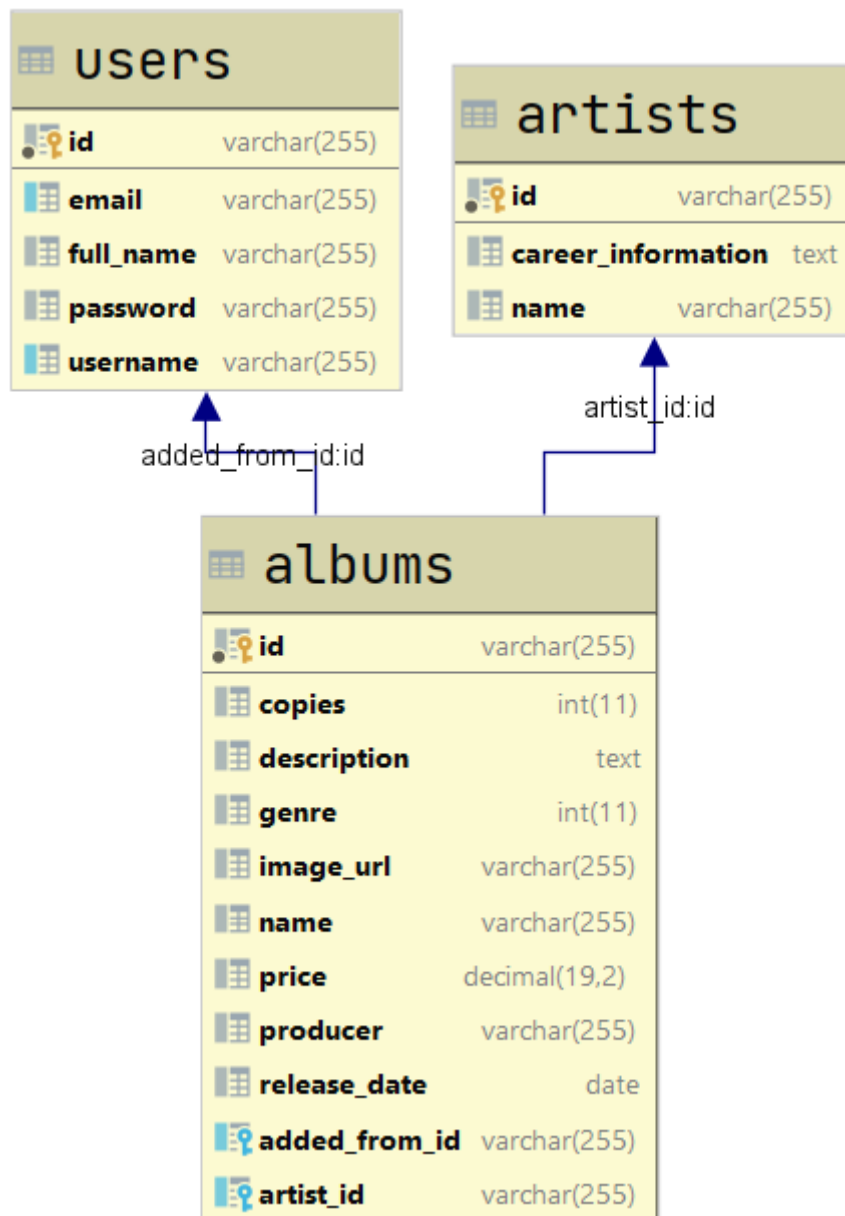 users
id varchar(255)
email varchar(255)
full_name varchar(255)
password varchar(255)
username varchar(255)
artists
id varchar(255)
career_information text
name varchar(255)
added_from_id:id
artist_id:id
albums
id varchar(255)
copies int(11)
description text
genre int(11)
image_url varchar(255)
name varchar(255)
price decimal(19,2)
producer varchar(255)
release_date date
added_from_id varchar(255)
artist_id varchar(255)